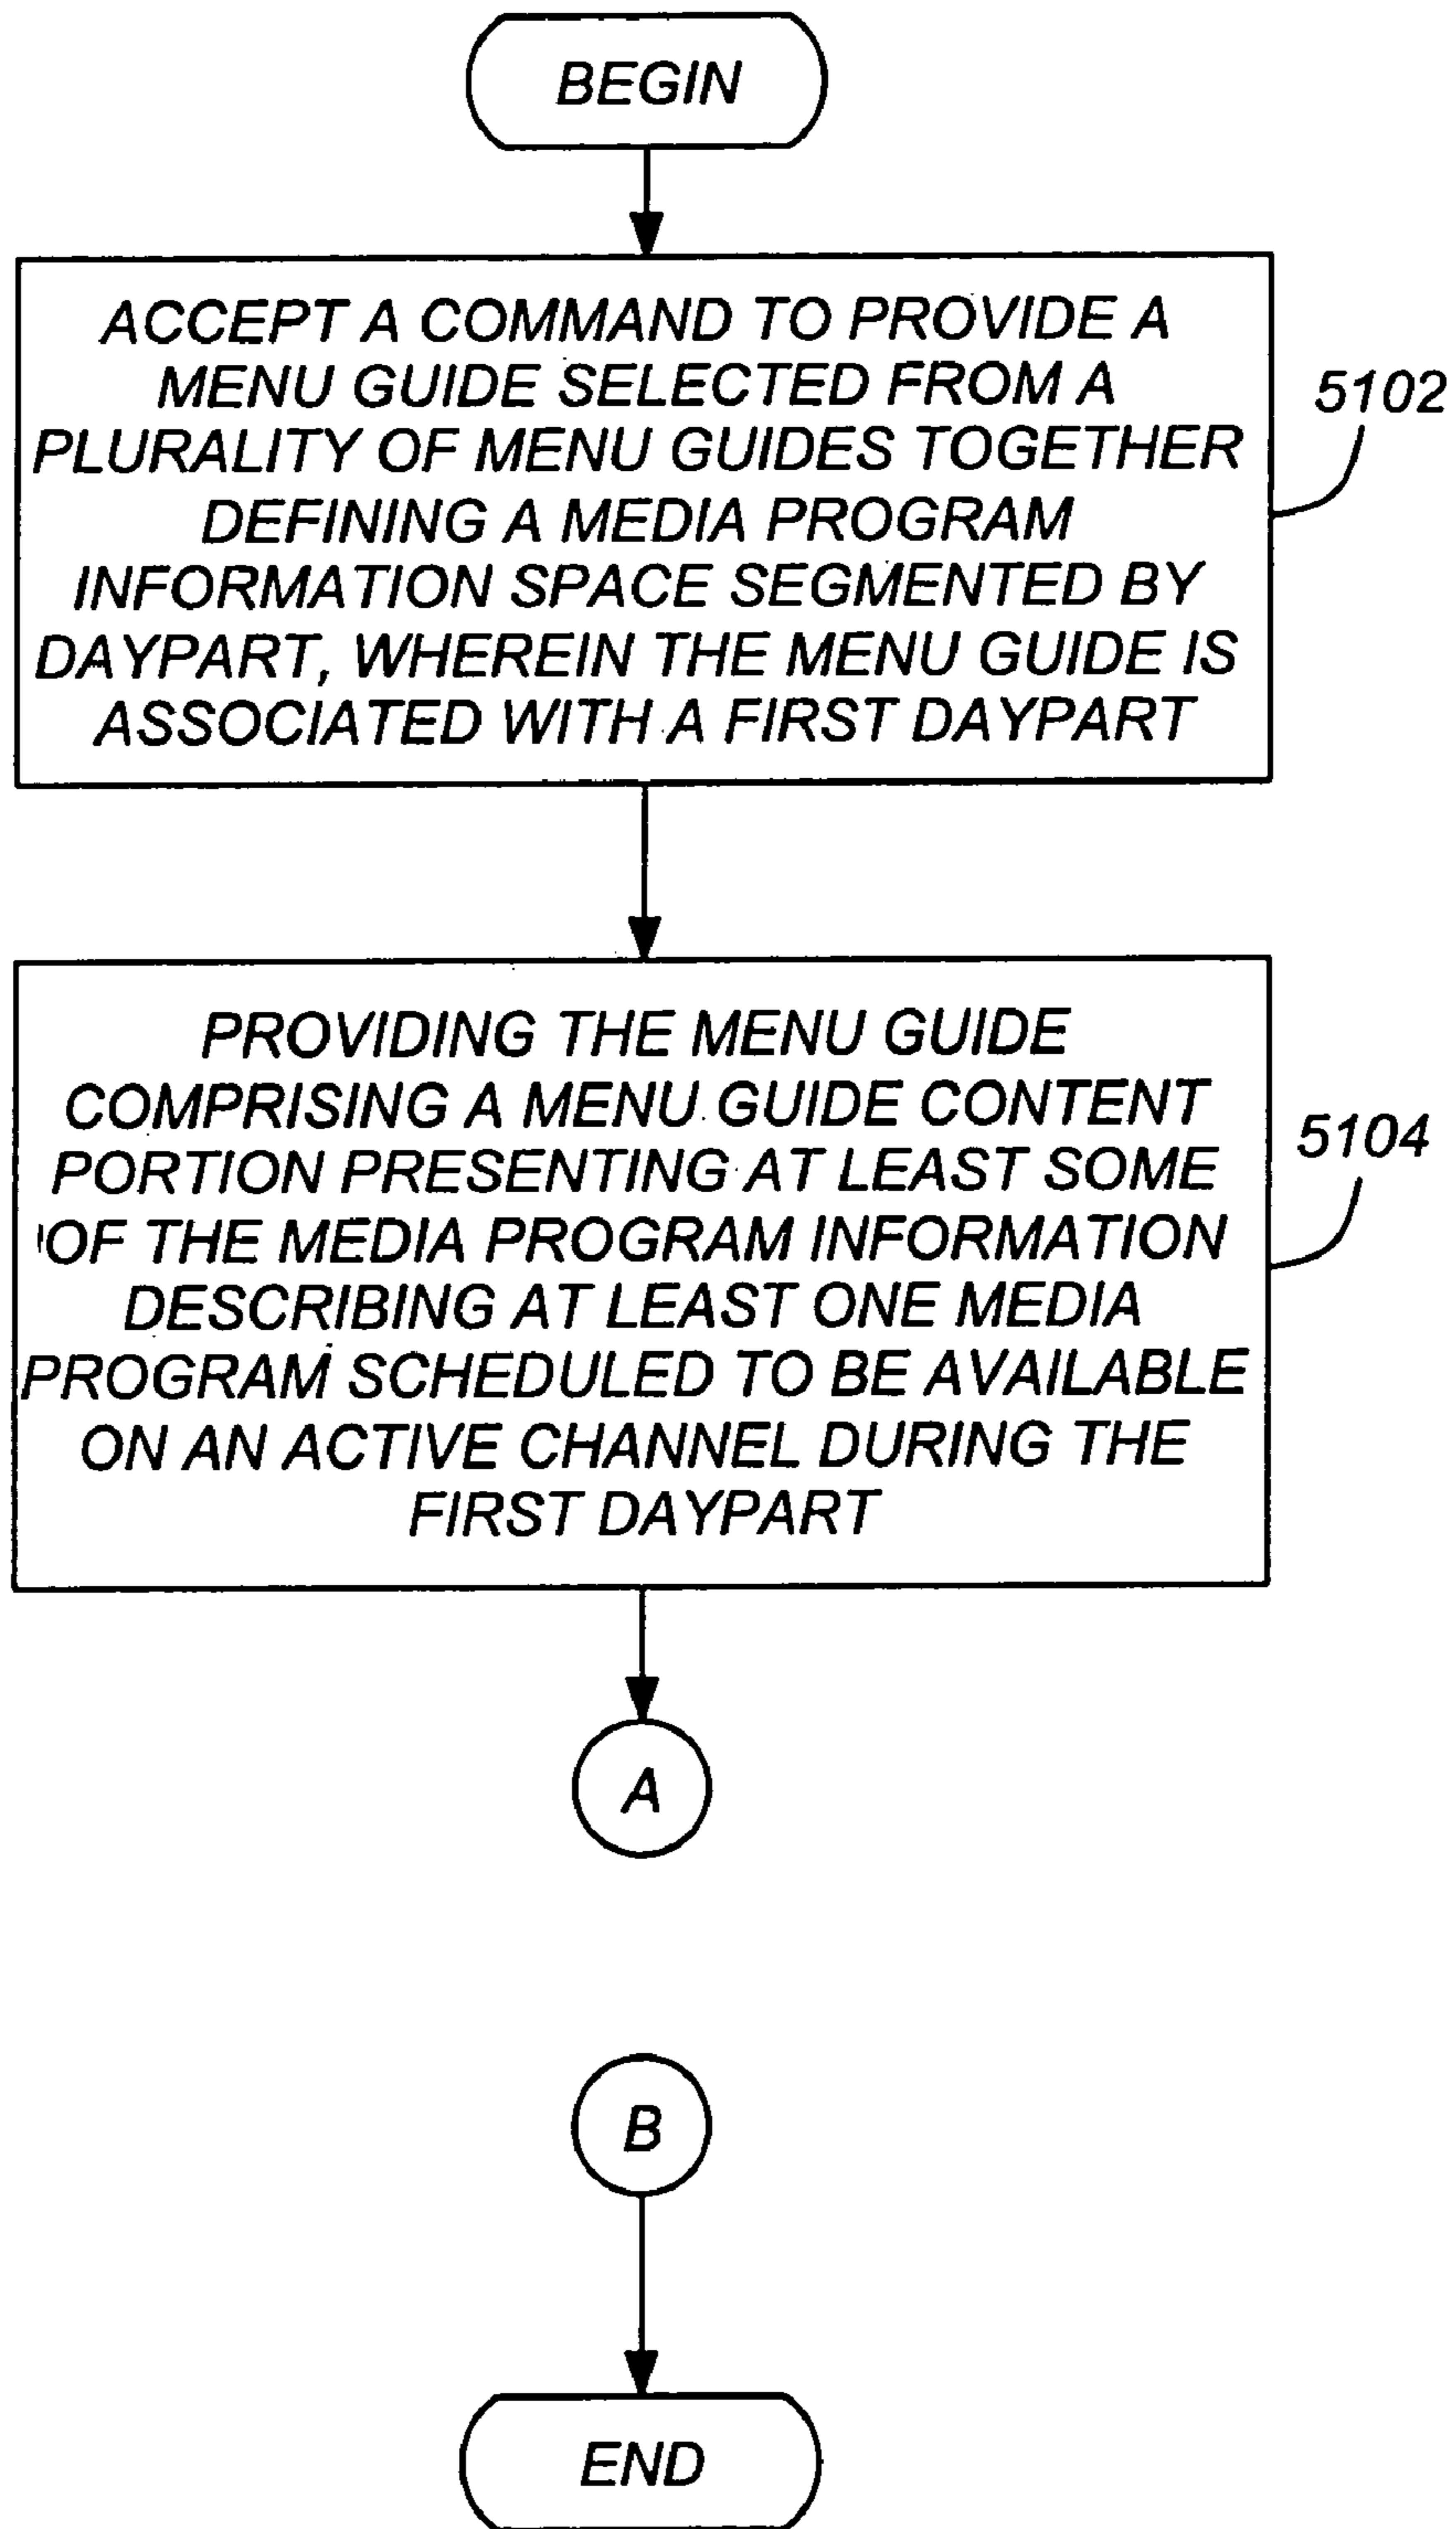 BEGIN
ACCEPT A COMMAND TO PROVIDE A
MENU GUIDE SELECTED FROM A
PLURALITY OF MENU GUIDES TOGETHER
DEFINING A MEDIA PROGRAM
INFORMATION SPACE SEGMENTED BY
DAYPART, WHEREIN THE MENU GUIDE IS
ASSOCIATED WITH A FIRST DAYPART
5102
PROVIDING THE MENU GUIDE
COMPRISING A MENU GUIDE CONTENT
PORTION PRESENTING AT LEAST SOME
OF THE MEDIA PROGRAM INFORMATION
DESCRIBING AT LEAST ONE MEDIA
PROGRAM SCHEDULED TO BE AVAILABLE
ON AN ACTIVE CHANNEL DURING THE
FIRST DAYPART
5104
A
B
END